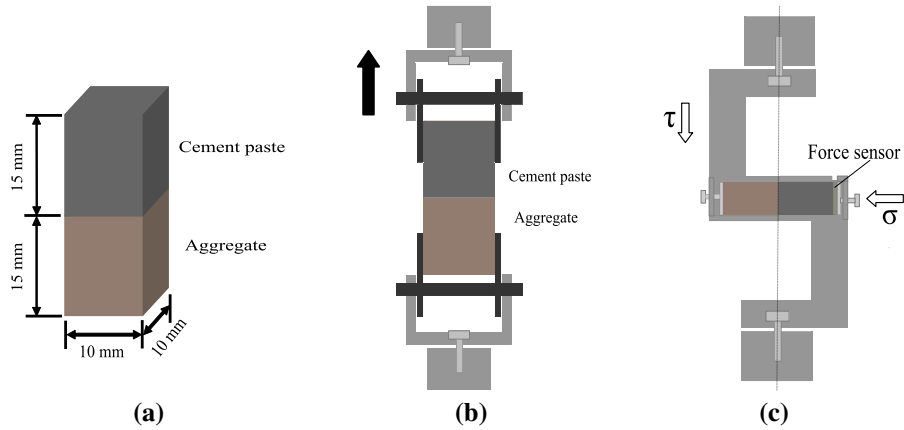 15 mm
Cement paste
15 mm
Aggregate
10 mm
10 mm
(a)
Cement paste
Aggregate
(b)
τ
Force sensor
σ
(c)